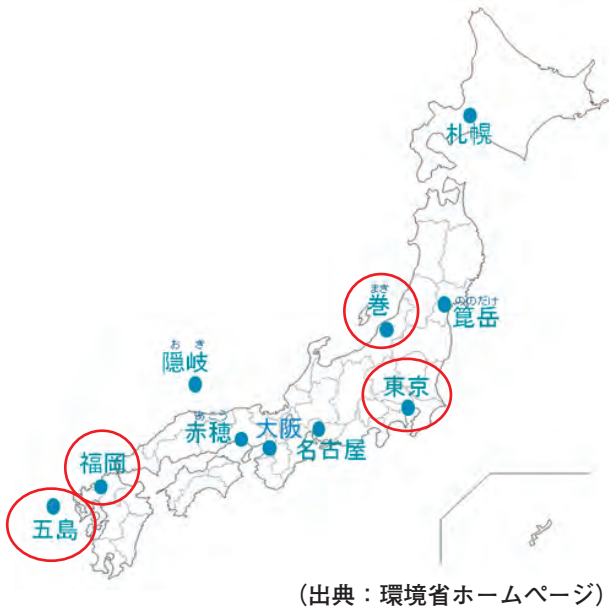 札幌
まき
巻
ののだけ
箟岳
おき
隠岐
東京
あこう
赤穂
大阪
名古屋
福岡
五島
(出典：環境省ホームページ)